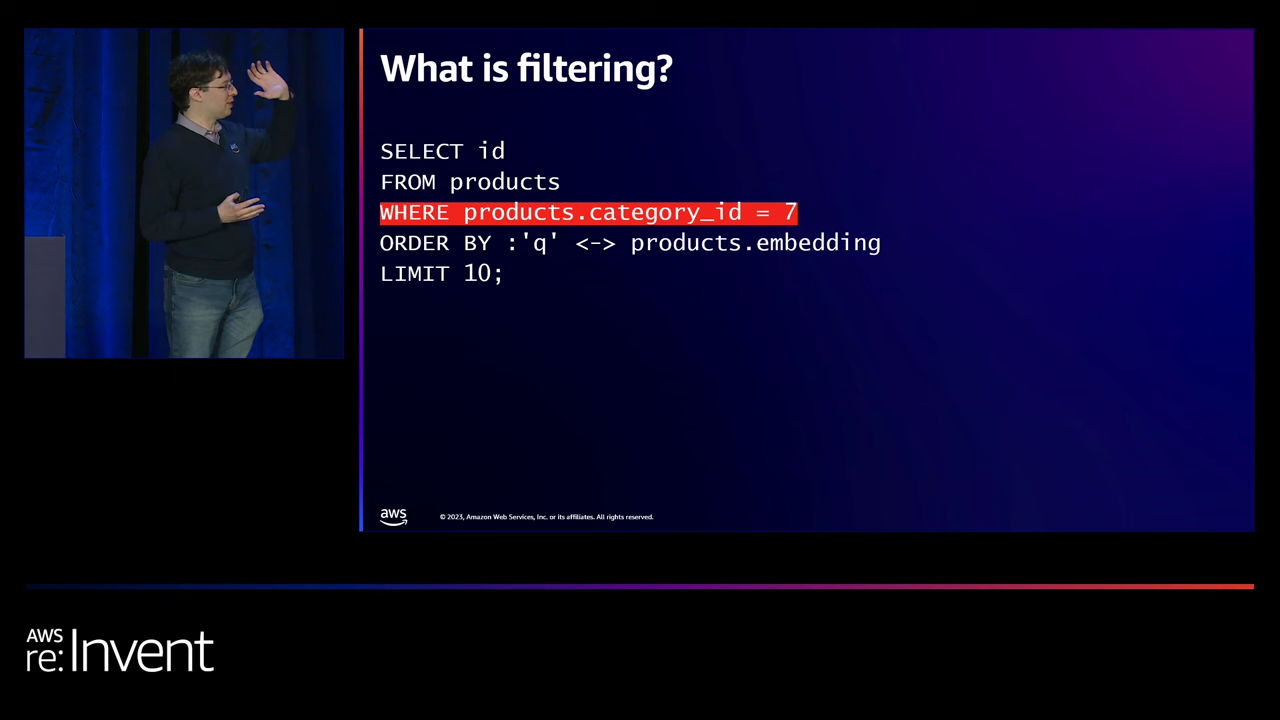 What is filtering?
SELECT id
FROM products
WHERE products.category_id = 7
ORDER BY :'q' <-> products.embedding
LIMIT 10;
aws
© 2023, Amazon Web Services, Inc. or its affiliates. All rights reserved.
AWS
re:Invent